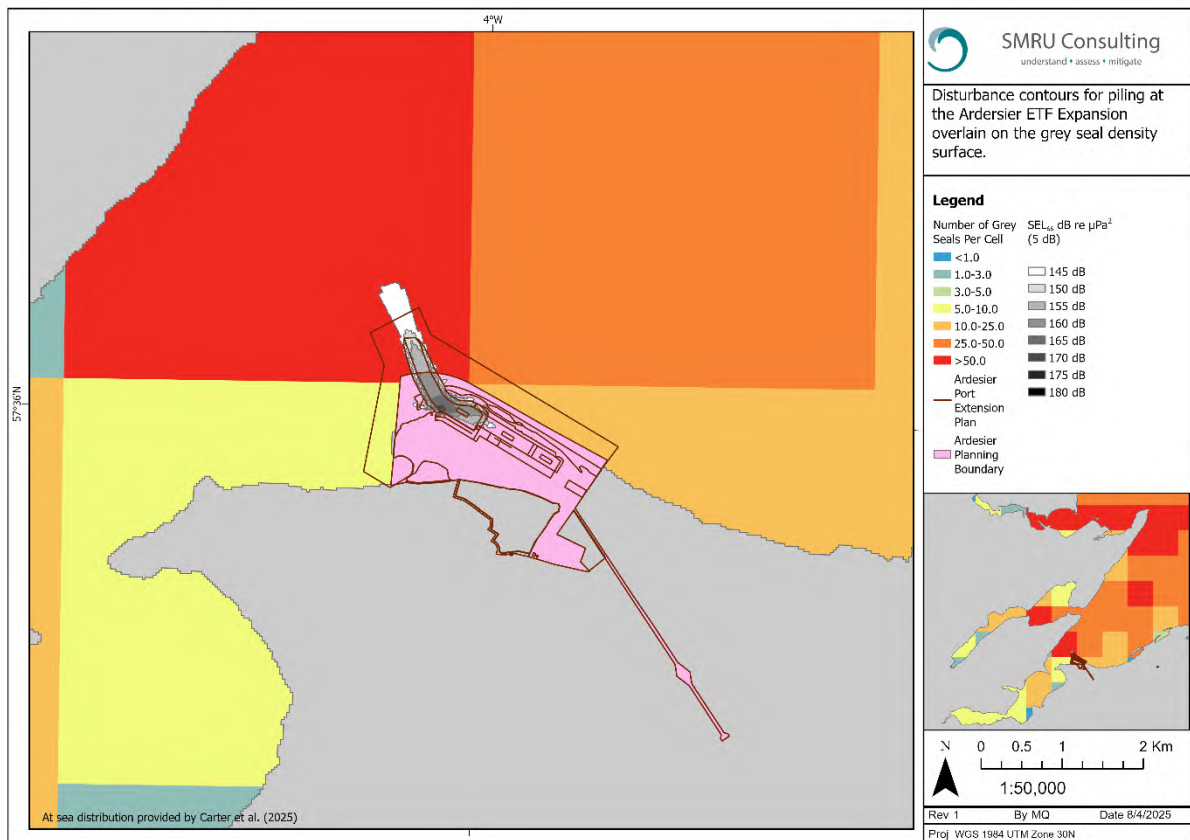 4°W
57°36'N
At sea distribution provided by Carter et al. (2025)
SMRU Consulting
understand • assess • mitigate
Disturbance contours for piling at
the Ardersier ETF Expansion
overlain on the grey seal density
surface.
Legend
Number of Grey
Seals Per Cell
<1.0
1.0-3.0
3.0-5.0
5.0-10.0
10.0-25.0
25.0-50.0
>50.0
Ardesier
Port
Extension
Plan
Ardesier
Planning
Boundary
SELss dB re µPa²
(5 dB)
145 dB
150 dB
155 dB
160 dB
165 dB
170 dB
175 dB
180 dB
N
0 0.5 1 2 Km
1:50,000
Rev 1 By MQ Date 8/4/2025
Proj WGS 1984 UTM Zone 30N